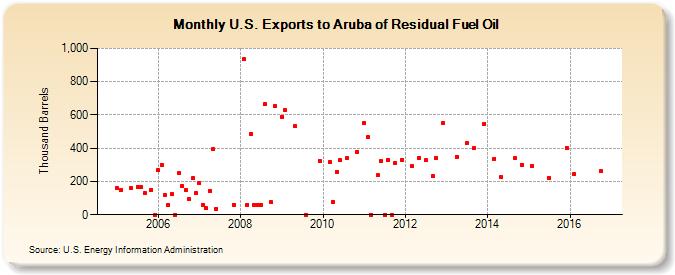 Monthly U.S. Exports to Aruba of Residual Fuel Oil
Thousand Barrels
1,000
800
600
400
200
0
2006 2008 2010 2012 2014 2016
Source: U.S. Energy Information Administration